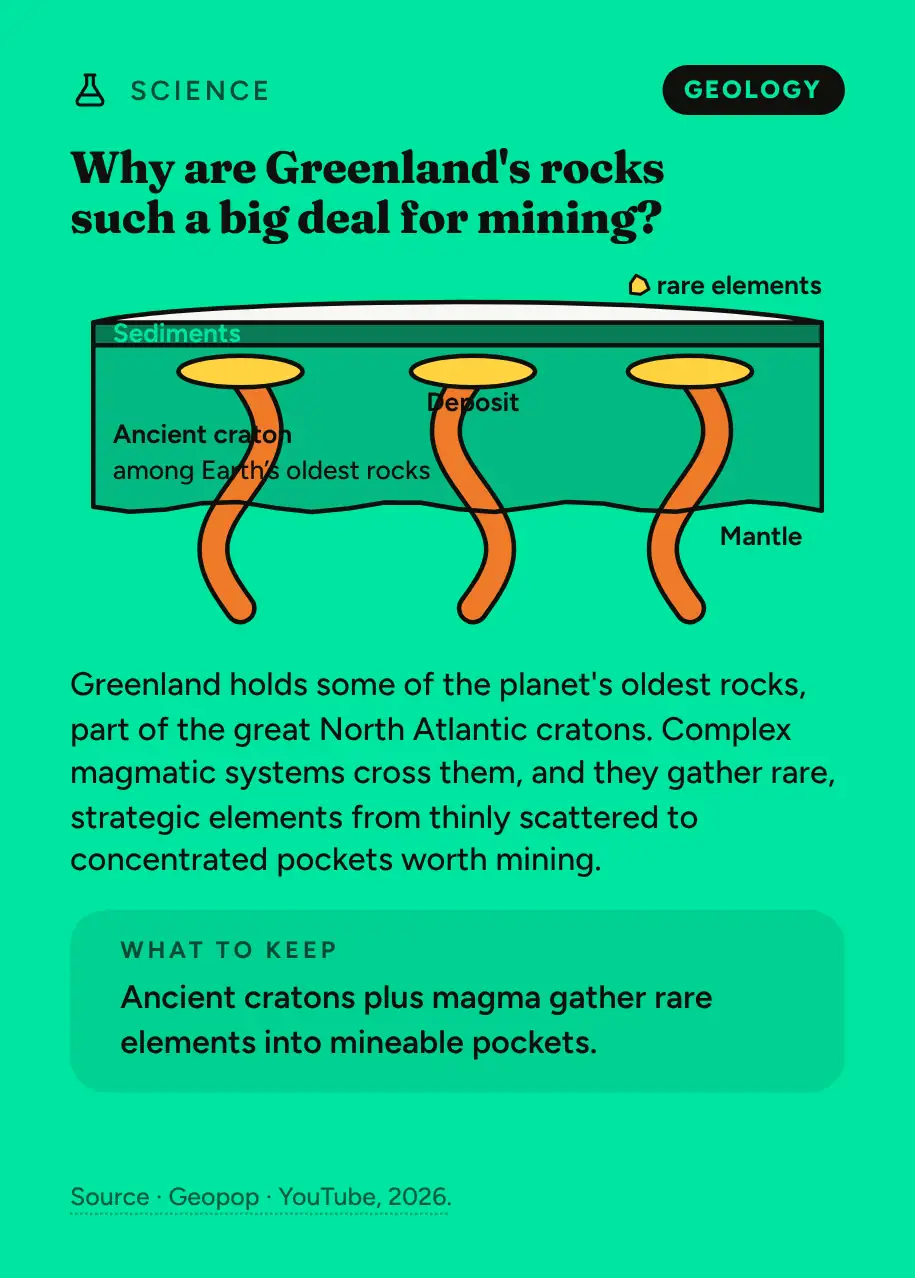 SCIENCE
GEOLOGY
Why are Greenland's rocks
such a big deal for mining?
rare elements
Sediments
Deposit
Ancient craton
among Earth’s oldest rocks
Mantle
Greenland holds some of the planet's oldest rocks,
part of the great North Atlantic cratons. Complex
magmatic systems cross them, and they gather rare,
strategic elements from thinly scattered to
concentrated pockets worth mining.
WHAT TO KEEP
Ancient cratons plus magma gather rare
elements into mineable pockets.
Source · Geopop · YouTube, 2026.